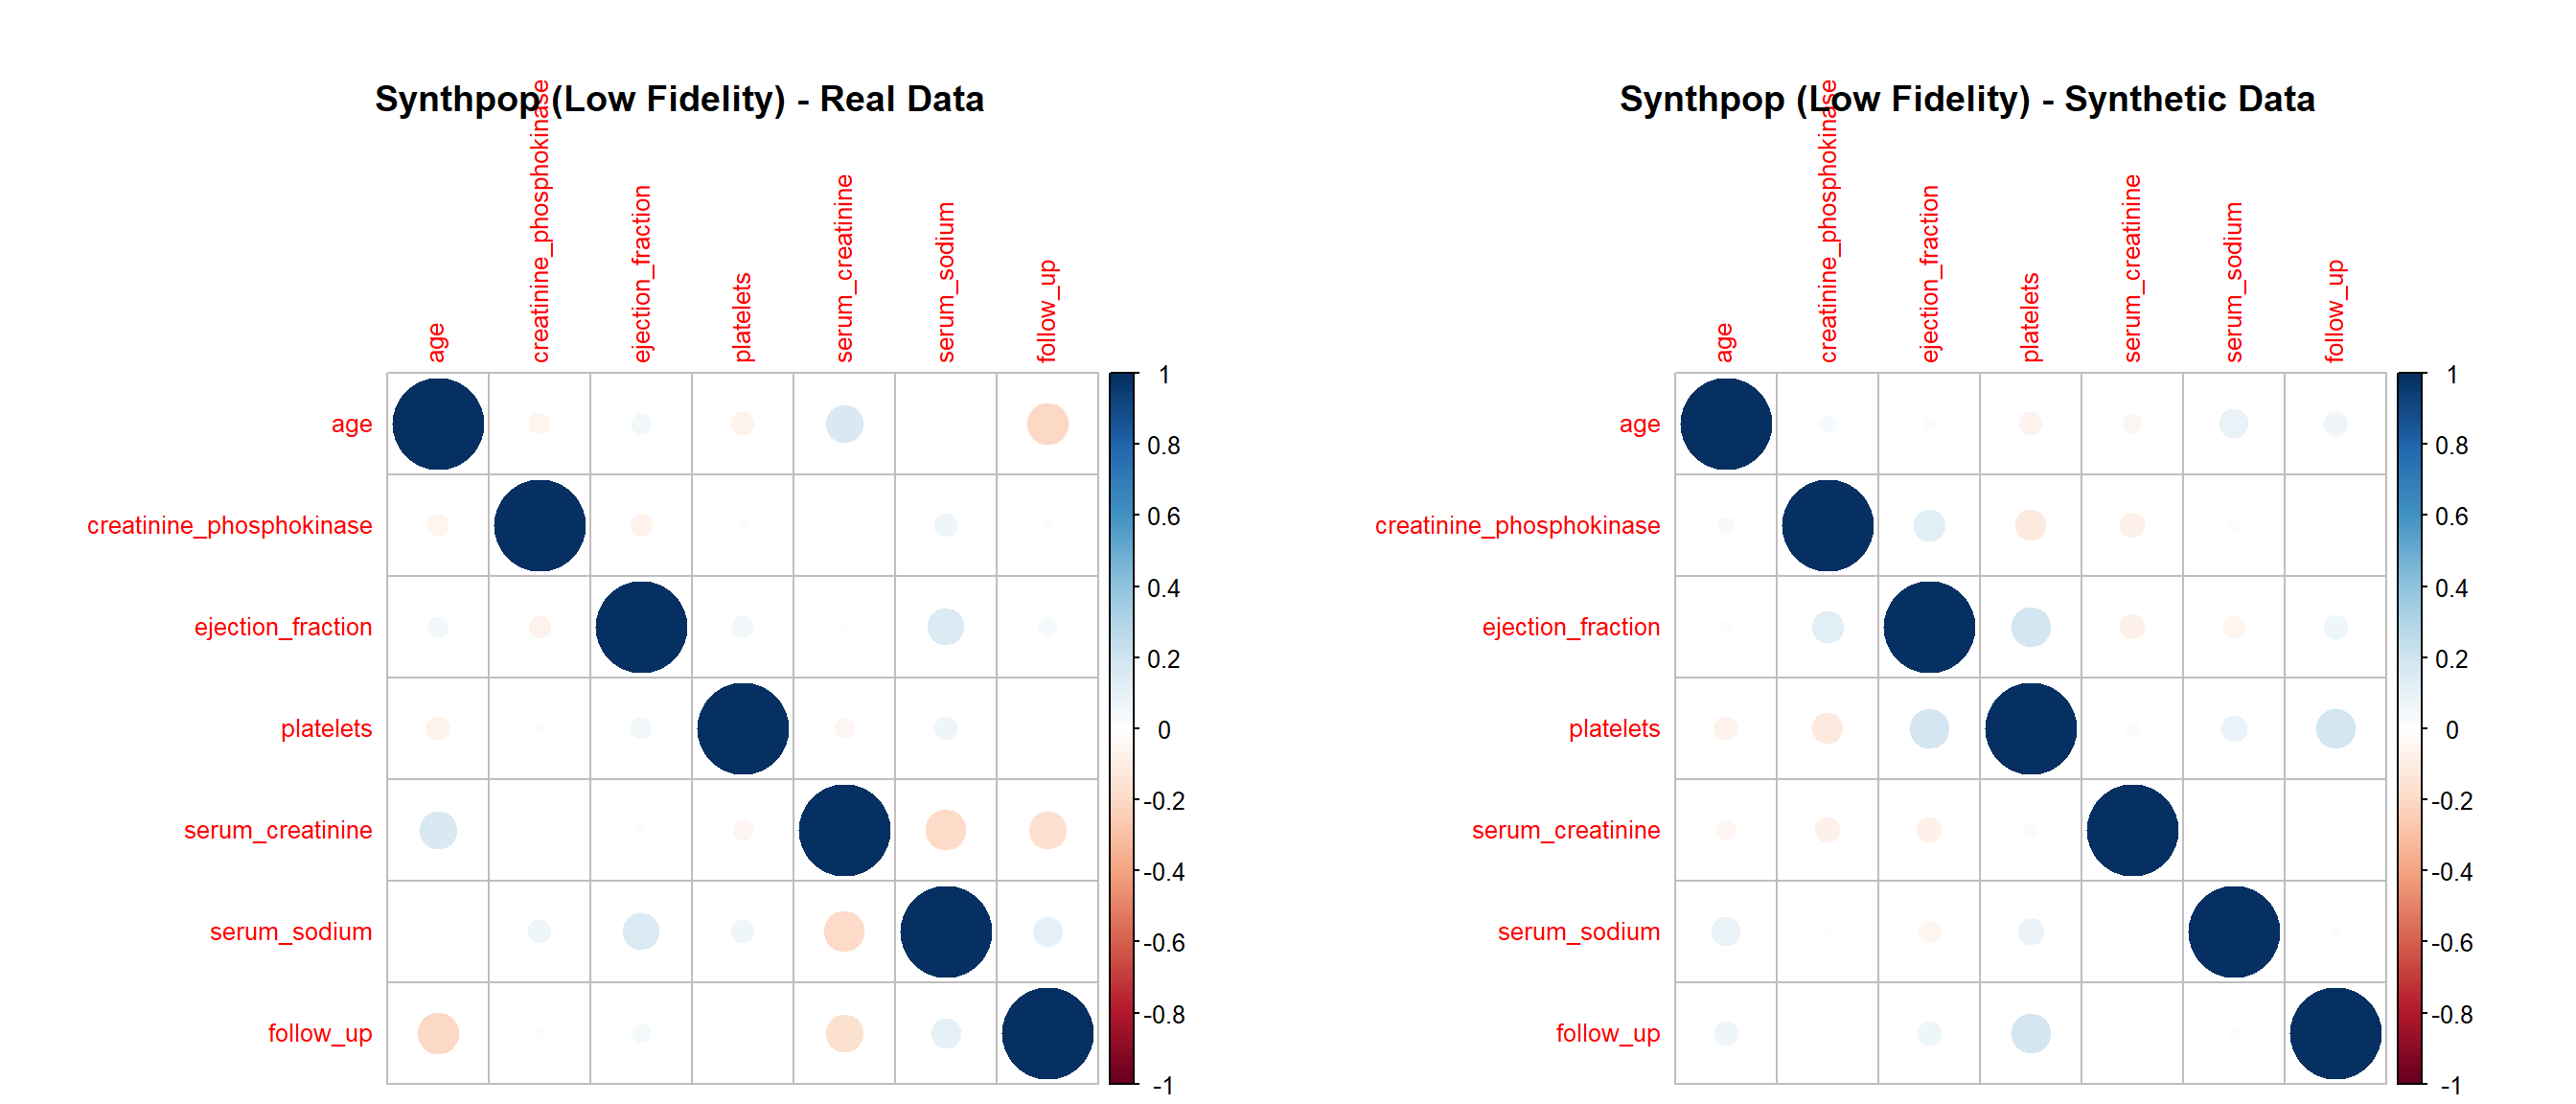 Synthpop (Low Fidelity) - Real Data
age
creatinine_phosphokinase
ejection_fraction
platelets
serum_creatinine
serum_sodium
follow_up
age
creatinine_phosphokinase
ejection_fraction
platelets
serum_creatinine
serum_sodium
follow_up
1
0.8
0.6
0.4
0.2
0
-0.2
-0.4
-0.6
-0.8
-1
Synthpop (Low Fidelity) - Synthetic Data
age
creatinine_phosphokinase
ejection_fraction
platelets
serum_creatinine
serum_sodium
follow_up
age
creatinine_phosphokinase
ejection_fraction
platelets
serum_creatinine
serum_sodium
follow_up
1
0.8
0.6
0.4
0.2
0
-0.2
-0.4
-0.6
-0.8
-1